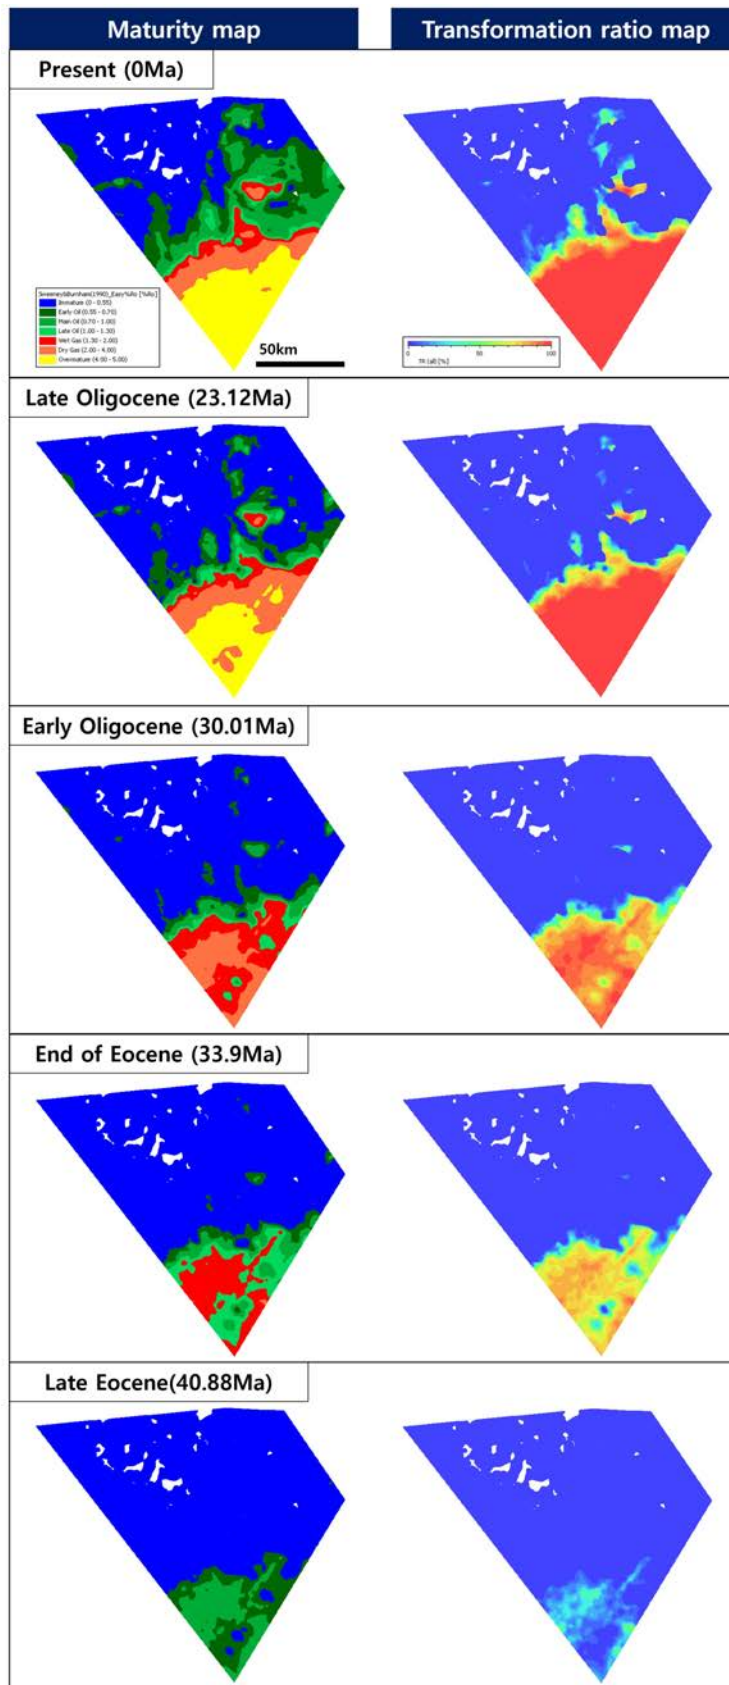 Maturity map
Transformation ratio map
Present (0Ma)
Sweeney&Burnham(1990)_Easy%Ro [%Ro]
Immature (0 - 0.55)
Early Oil (0.55 - 0.70)
Main Oil (0.70 - 1.00)
Late Oil (1.00 - 1.30)
Wet Gas (1.30 - 2.00)
Dry Gas (2.00 - 4.00)
Overmature (4.00 - 5.00)
50km
0 50 100
TR (all) [%]
Late Oligocene (23.12Ma)
Early Oligocene (30.01Ma)
End of Eocene (33.9Ma)
Late Eocene(40.88Ma)